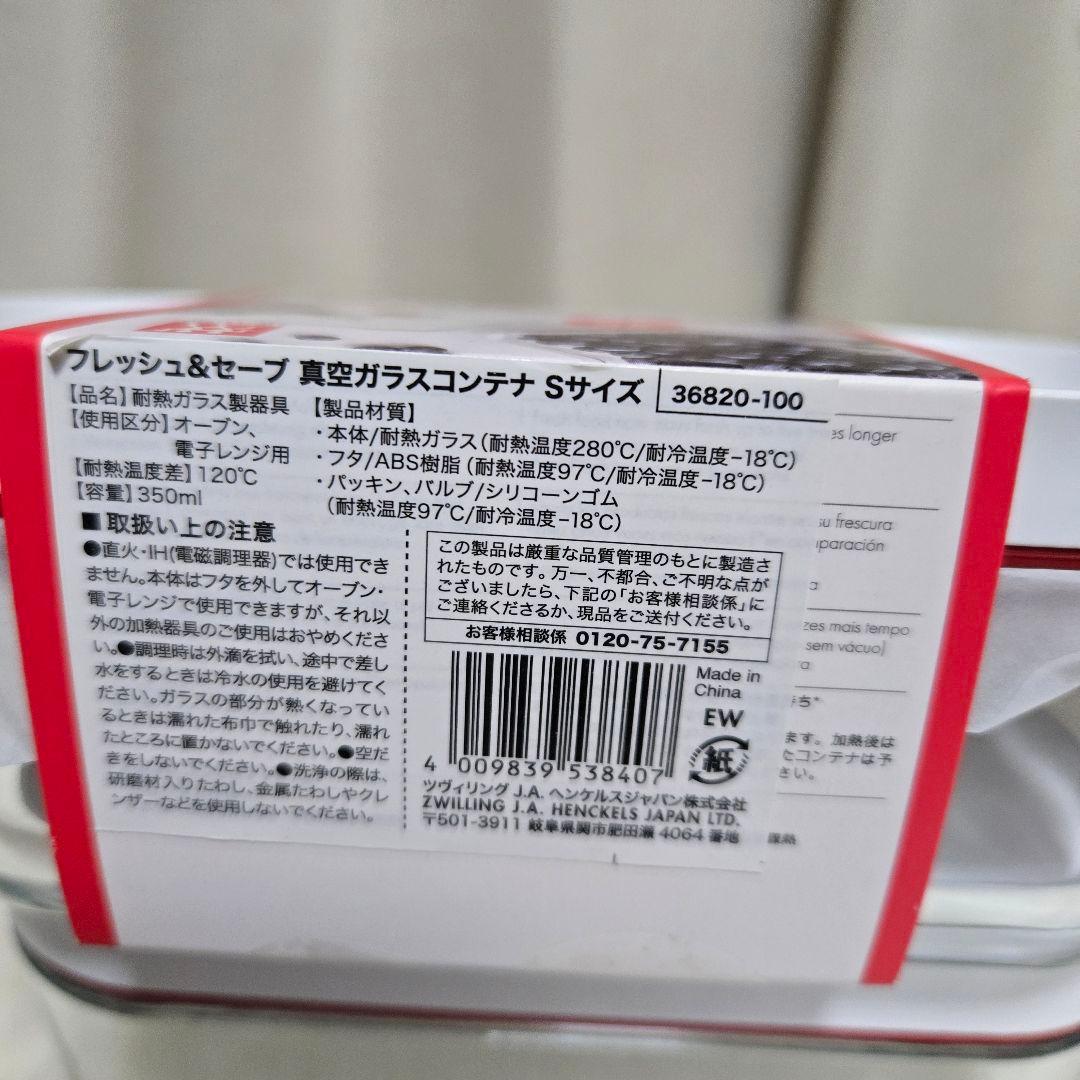 フレッシュ&セーブ 真空ガラスコンテナ Sサイズ 36820-100
【品名】耐熱ガラス製器具
【使用区分】オーブン、
電子レンジ用
【耐熱温度差】120℃
【容量】350ml
【製品材質】
・本体/耐熱ガラス(耐熱温度280℃/耐冷温度-18℃)
・フタ/ABS樹脂(耐熱温度97℃/耐冷温度-18℃)
・パッキン、バルブ/シリコーンゴム
(耐熱温度97℃/耐冷温度-18℃)
■取扱い上の注意
●直火・IH(電磁調理器)では使用でき
ません。本体はフタを外してオーブン・
電子レンジで使用できますが、それ以
外の加熱器具のご使用はおやめくださ
い。●調理時は外滴を拭い、途中で差し
水をするときは冷水の使用を避けてく
ださい。ガラスの部分が熱くなってい
るときは濡れた布巾で触れたり、濡れ
たところに置かないでください。●空だ
きをしないでください。●洗浄の際は、
研磨材入りたわし、金属たわしやクレ
ンザーなどを使用しないでください。
この製品は厳重な品質管理のもとに製造さ
れたものです。万一、不都合、ご不明な点が
ございましたら、下記の「お客様相談係」に
ご連絡くださるか、現品をご送付ください。
お客様相談係 0120-75-7155
Made in
China
EW
紙
4 009839 538407
ツヴィリング J.A. ヘンケルスジャパン株式会社
ZWILLING J.A. HENCKELS JAPAN LTD.
〒501-3911 岐阜県関市肥田瀬 4064 番地
es longer
su frescura
paración
zes mais tempo
sem vácuo)
ます。加熱後は
たコンテナは予
さい。